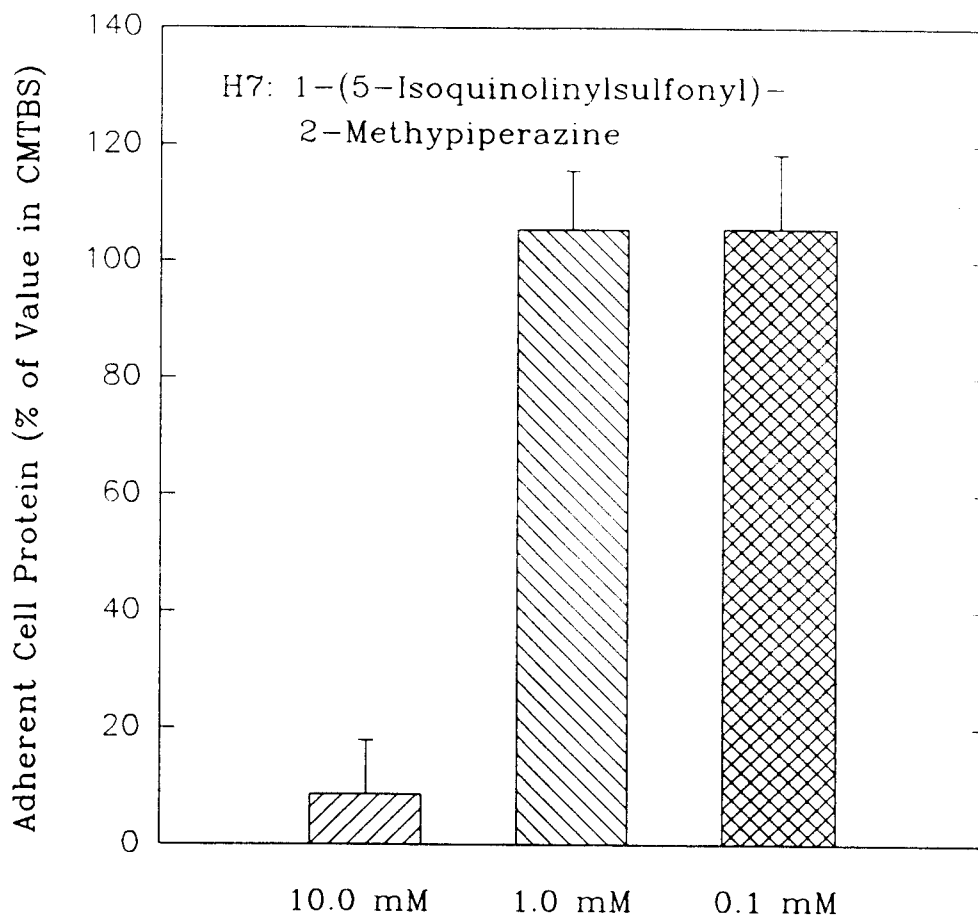 140
120
100
80
60
40
20
0
Adherent Cell Protein (% of Value in CMTBS)
H7: 1-(5-Isoquinolinylsulfonyl)-
2-Methypiperazine
10.0 mM 1.0 mM 0.1 mM